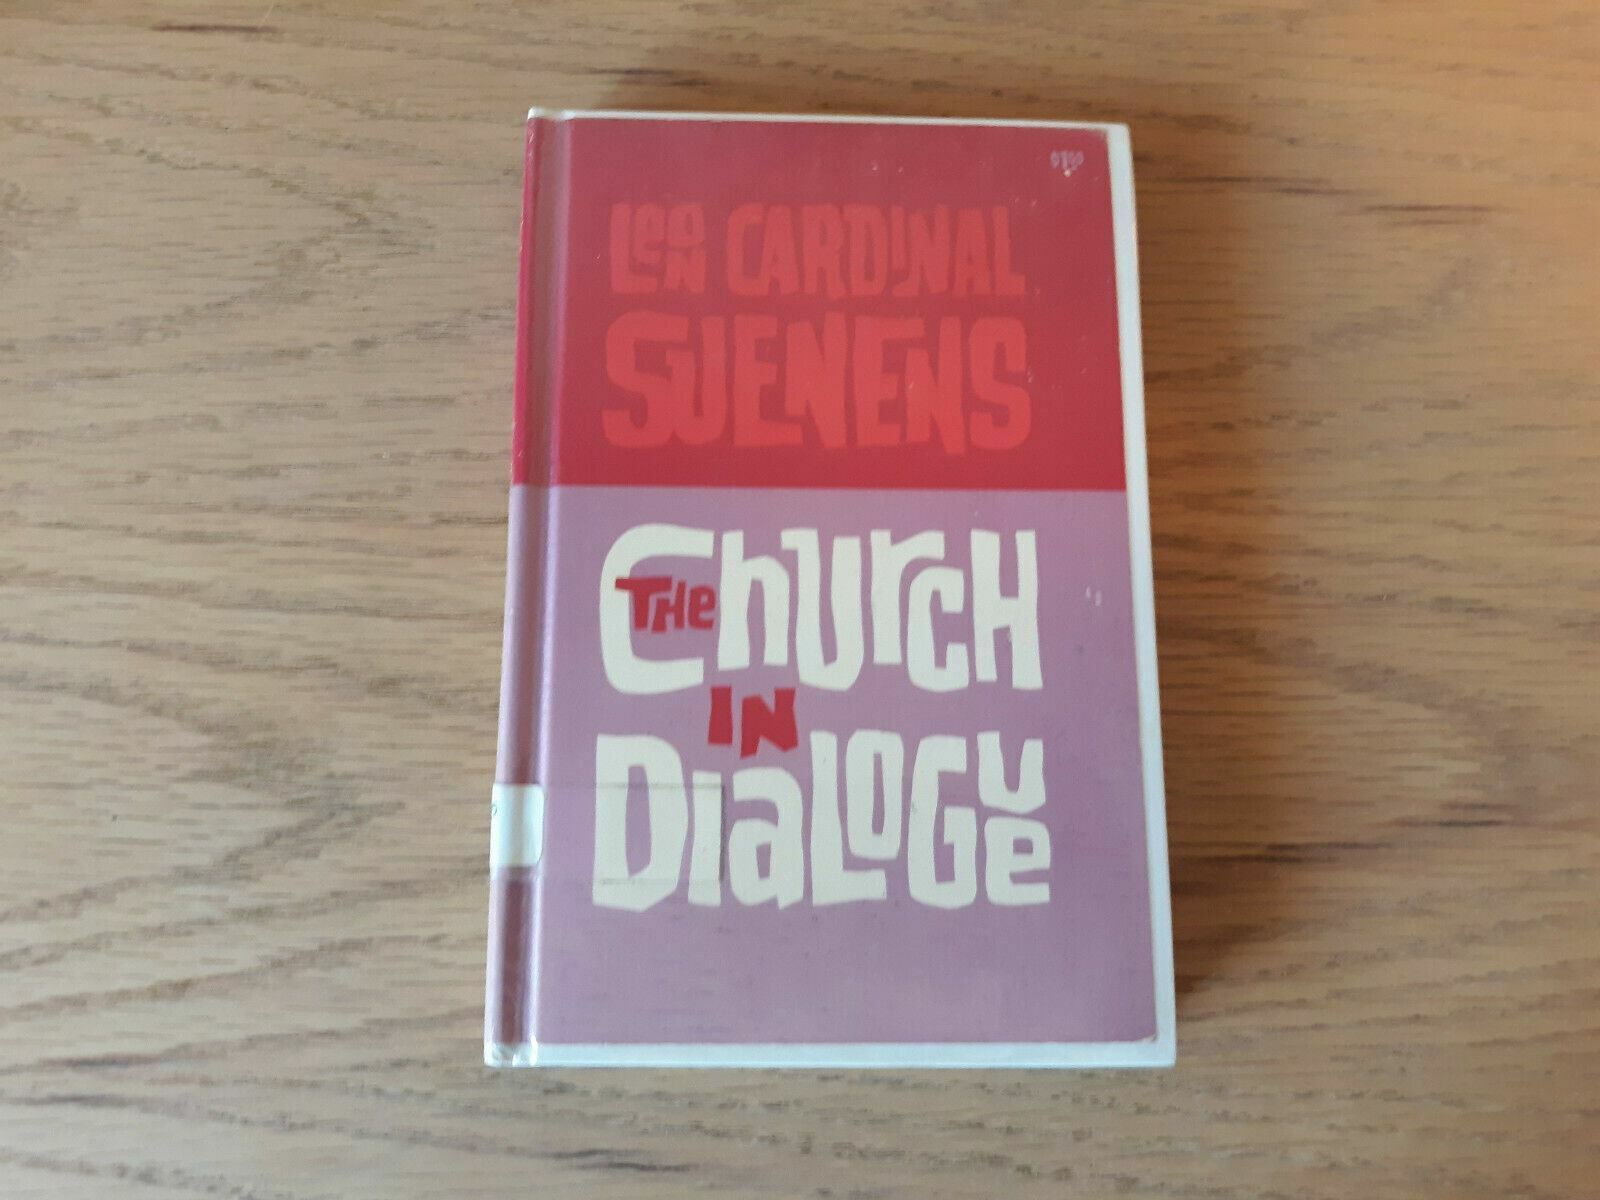 Leon CARDINAL
SUENENS
THE CHurcH
IN
DIaLOGue